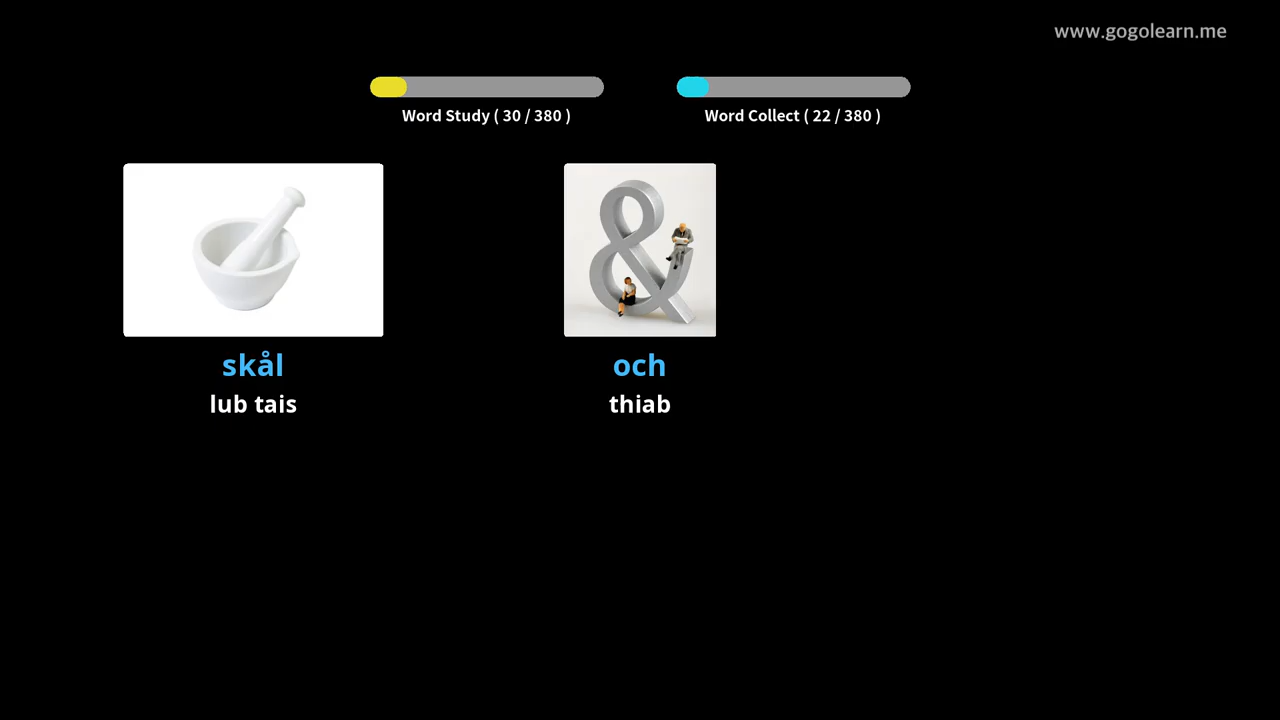 www.gogolearn.me
Word Study ( 30 / 380 )
Word Collect ( 22 / 380 )
skål
lub tais
och
thiab